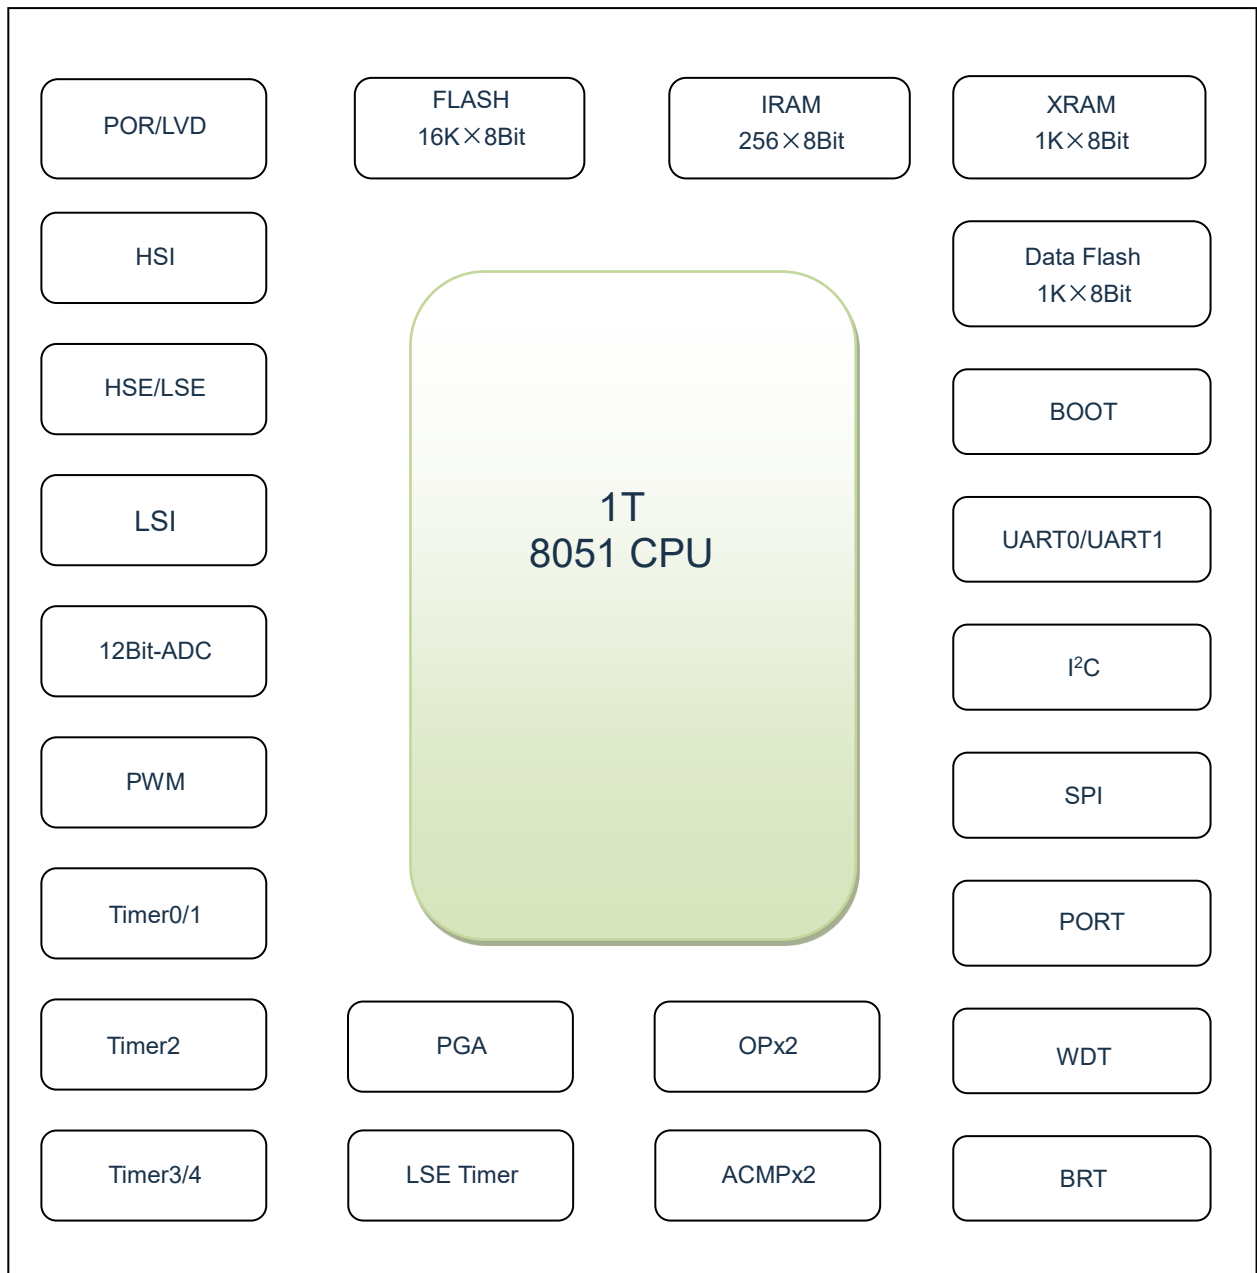 POR/LVD
FLASH
16K×8Bit
IRAM
256×8Bit
XRAM
1K×8Bit
HSI
Data Flash
1K×8Bit
HSE/LSE
BOOT
LSI
1T
8051 CPU
UART0/UART1
12Bit-ADC
I²C
PWM
SPI
Timer0/1
PORT
Timer2
PGA
OPx2
WDT
Timer3/4
LSE Timer
ACMPx2
BRT